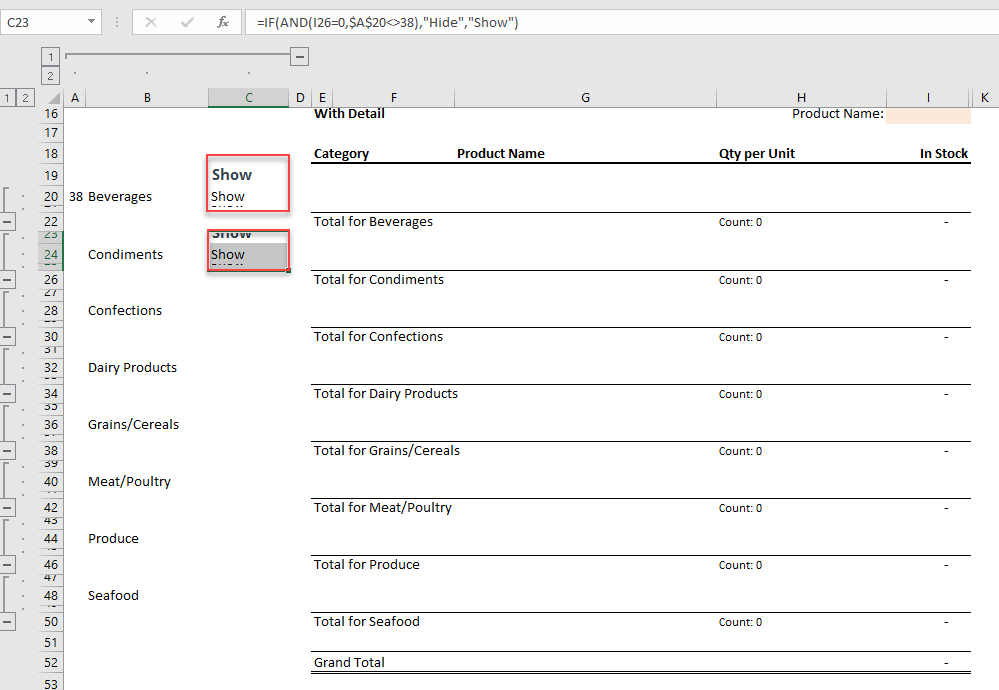 C23 fx =IF(AND(I26=0,$A$20<>38),"Hide","Show")
1
2
1 2 A B C D E F G H I K
16 With Detail Product Name:
17
18 Category Product Name Qty per Unit In Stock
19 Show
20 38 Beverages Show
22 Total for Beverages Count: 0 -
23 Show
24 Condiments Show
26 Total for Condiments Count: 0 -
27
28 Confections
30 Total for Confections Count: 0 -
31
32 Dairy Products
34 Total for Dairy Products Count: 0 -
35
36 Grains/Cereals
38 Total for Grains/Cereals Count: 0 -
39
40 Meat/Poultry
42 Total for Meat/Poultry Count: 0 -
43
44 Produce
46 Total for Produce Count: 0 -
47
48 Seafood
50 Total for Seafood Count: 0 -
51
52 Grand Total -
53